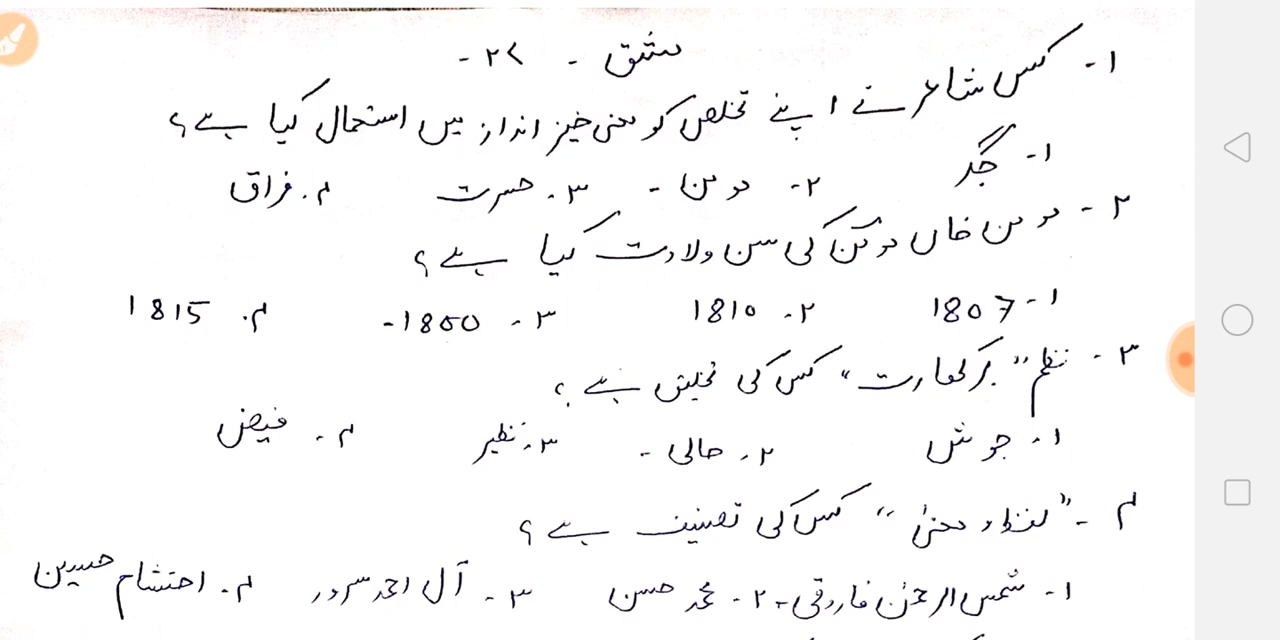 مشق - ۲۷ -
۱- کس شاعر نے اپنے تخلص کو معنی خیز انداز میں استعمال کیا ہے ؟
۱- جگر ۲- مومن - ۳- حسرت ۴- فراق
۲- مومن خاں مومن کی سن ولادت کیا ہے ؟
۱- 1807 ۲- 1810 ۳- 1800- ۴- 1815
۳- نظم "برکھارت" کس کی تخلیق ہے ؟
۱- جوش ۲- حالی - ۳- نظیر ۴- فیض
۴- "لفظ و معنیٰ" کس کی تصنیف ہے ؟
۱- شمس الرحمٰن فاروقی - ۲- محمد حسن ۳- آل احمد سرور ۴- احتشام حسین